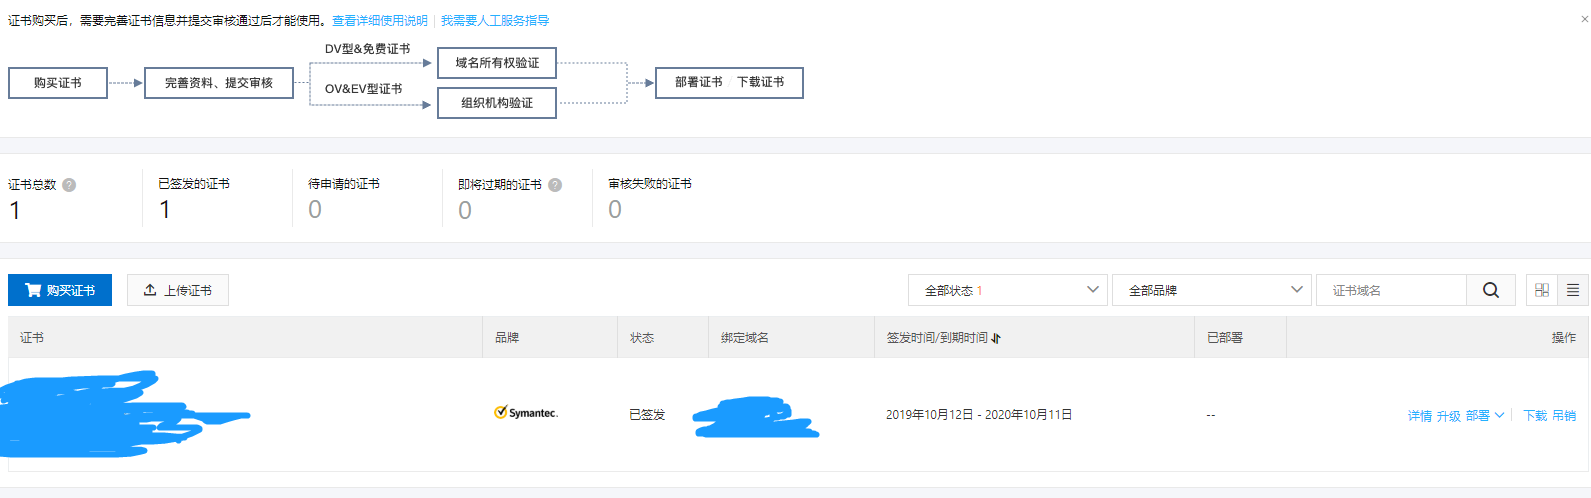 证书购买后，需要完善证书信息并提交审核通过后才能使用。查看详细使用说明 | 我需要人工服务指导
DV型&免费证书
域名所有权验证
购买证书
完善资料、提交审核
部署证书 / 下载证书
OV&EV型证书
组织机构验证
证书总数 ? 已签发的证书 待申请的证书 即将过期的证书 ? 审核失败的证书
1 1 0 0 0
购买证书 上传证书 全部状态 1 全部品牌 证书域名
证书 品牌 状态 绑定域名 签发时间/到期时间 已部署 操作
Symantec. 已签发 2019年10月12日 - 2020年10月11日 -- 详情 升级 部署 | 下载 吊销